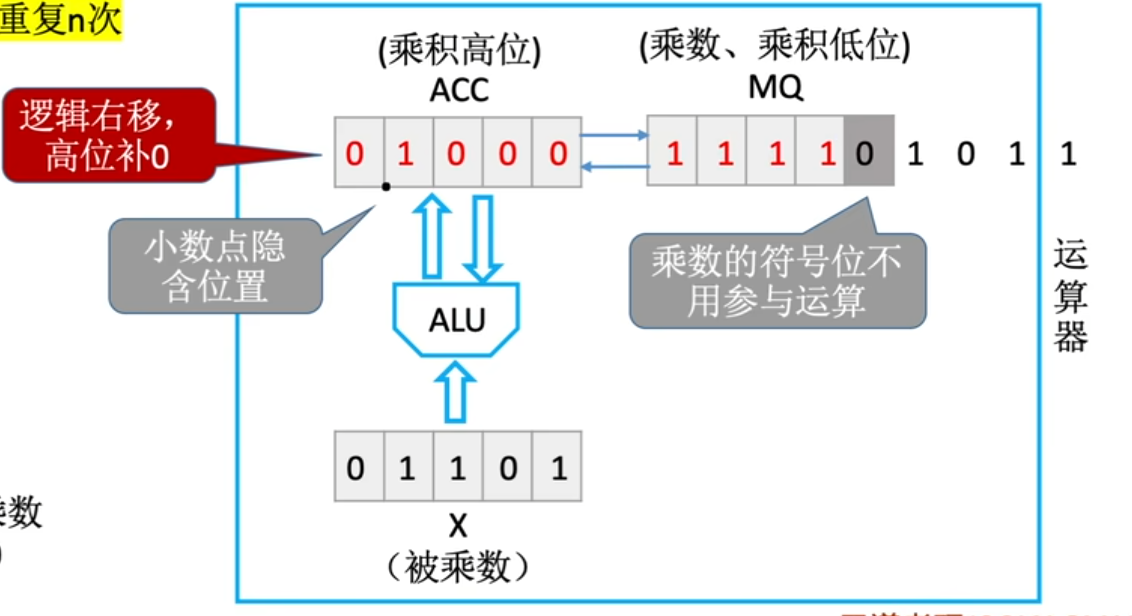 重复n次
(乘积高位)
ACC
(乘数、乘积低位)
MQ
逻辑右移，
高位补0
0 1 0 0 0
1 1 1 1 0 1 0 1 1
小数点隐
含位置
乘数的符号位不
用参与运算
运
算
器
ALU
0 1 1 0 1
X
（被乘数）
数
)